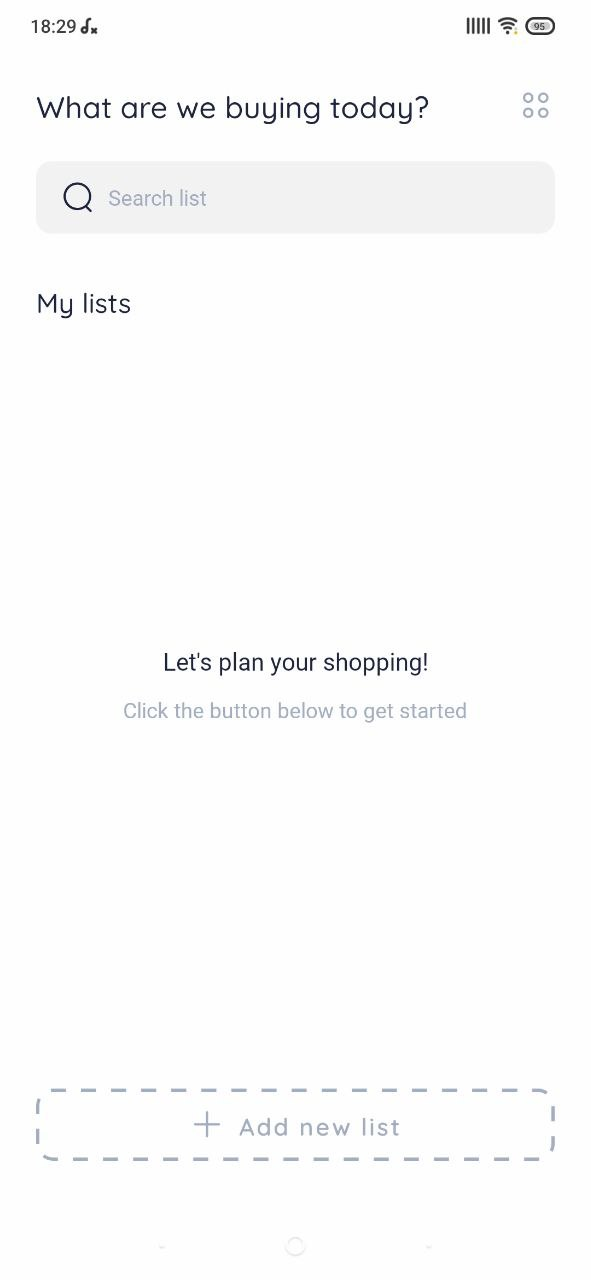 18:29
95
What are we buying today?
Search list
My lists
Let's plan your shopping!
Click the button below to get started
Add new list